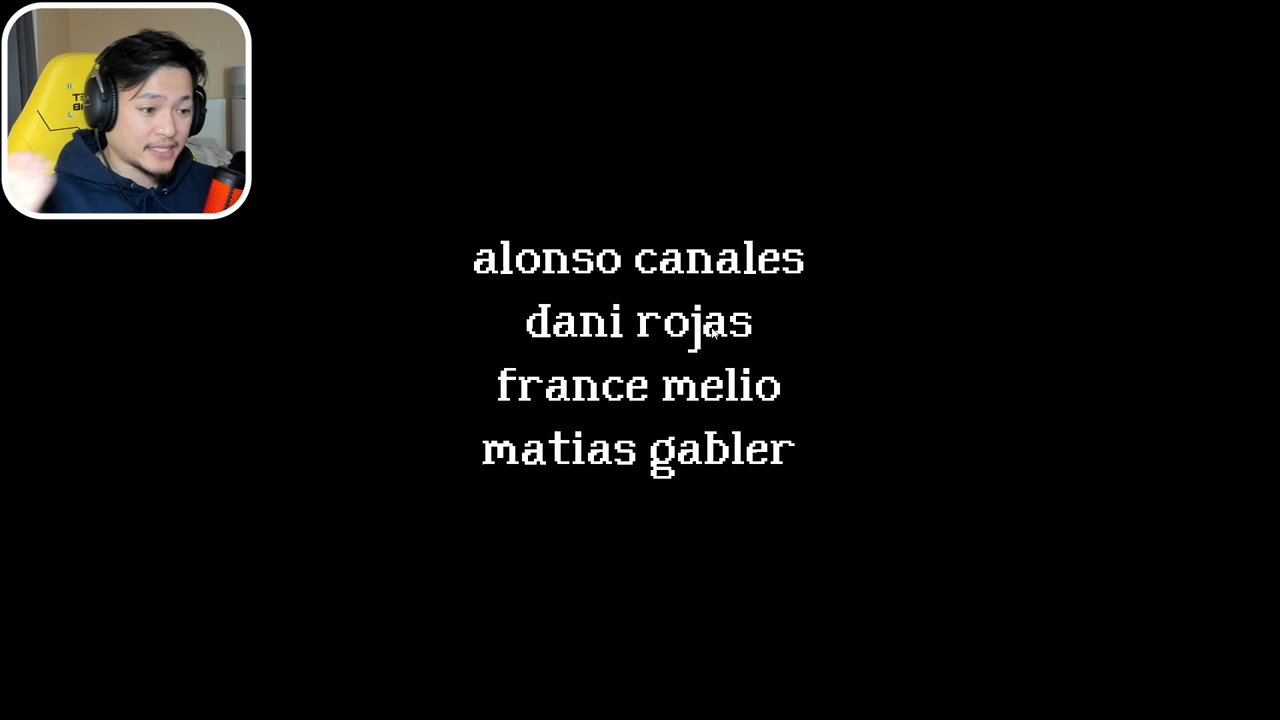 alonso canales
dani rojas
france melio
matias gabler